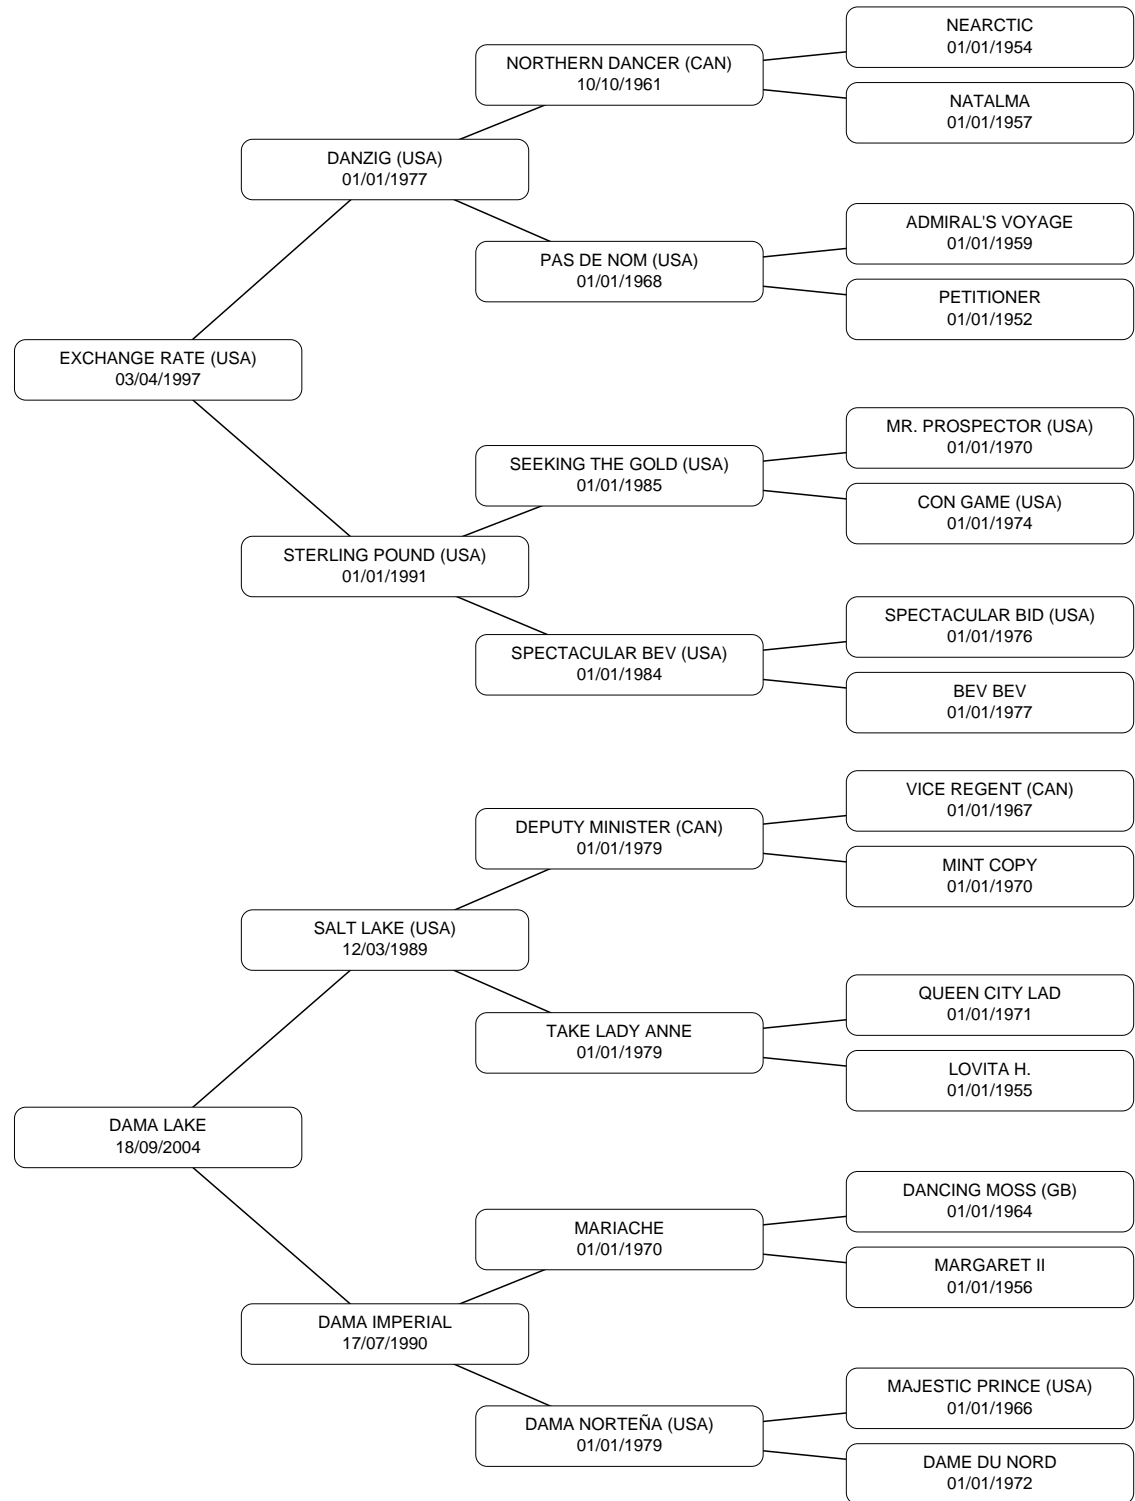 NEARCTIC
01/01/1954
NORTHERN DANCER (CAN)
10/10/1961
NATALMA
01/01/1957
DANZIG (USA)
01/01/1977
ADMIRAL'S VOYAGE
01/01/1959
PAS DE NOM (USA)
01/01/1968
PETITIONER
01/01/1952
EXCHANGE RATE (USA)
03/04/1997
MR. PROSPECTOR (USA)
01/01/1970
SEEKING THE GOLD (USA)
01/01/1985
CON GAME (USA)
01/01/1974
STERLING POUND (USA)
01/01/1991
SPECTACULAR BID (USA)
01/01/1976
SPECTACULAR BEV (USA)
01/01/1984
BEV BEV
01/01/1977
VICE REGENT (CAN)
01/01/1967
DEPUTY MINISTER (CAN)
01/01/1979
MINT COPY
01/01/1970
SALT LAKE (USA)
12/03/1989
QUEEN CITY LAD
01/01/1971
TAKE LADY ANNE
01/01/1979
LOVITA H.
01/01/1955
DAMA LAKE
18/09/2004
DANCING MOSS (GB)
01/01/1964
MARIACHE
01/01/1970
MARGARET II
01/01/1956
DAMA IMPERIAL
17/07/1990
MAJESTIC PRINCE (USA)
01/01/1966
DAMA NORTEÑA (USA)
01/01/1979
DAME DU NORD
01/01/1972